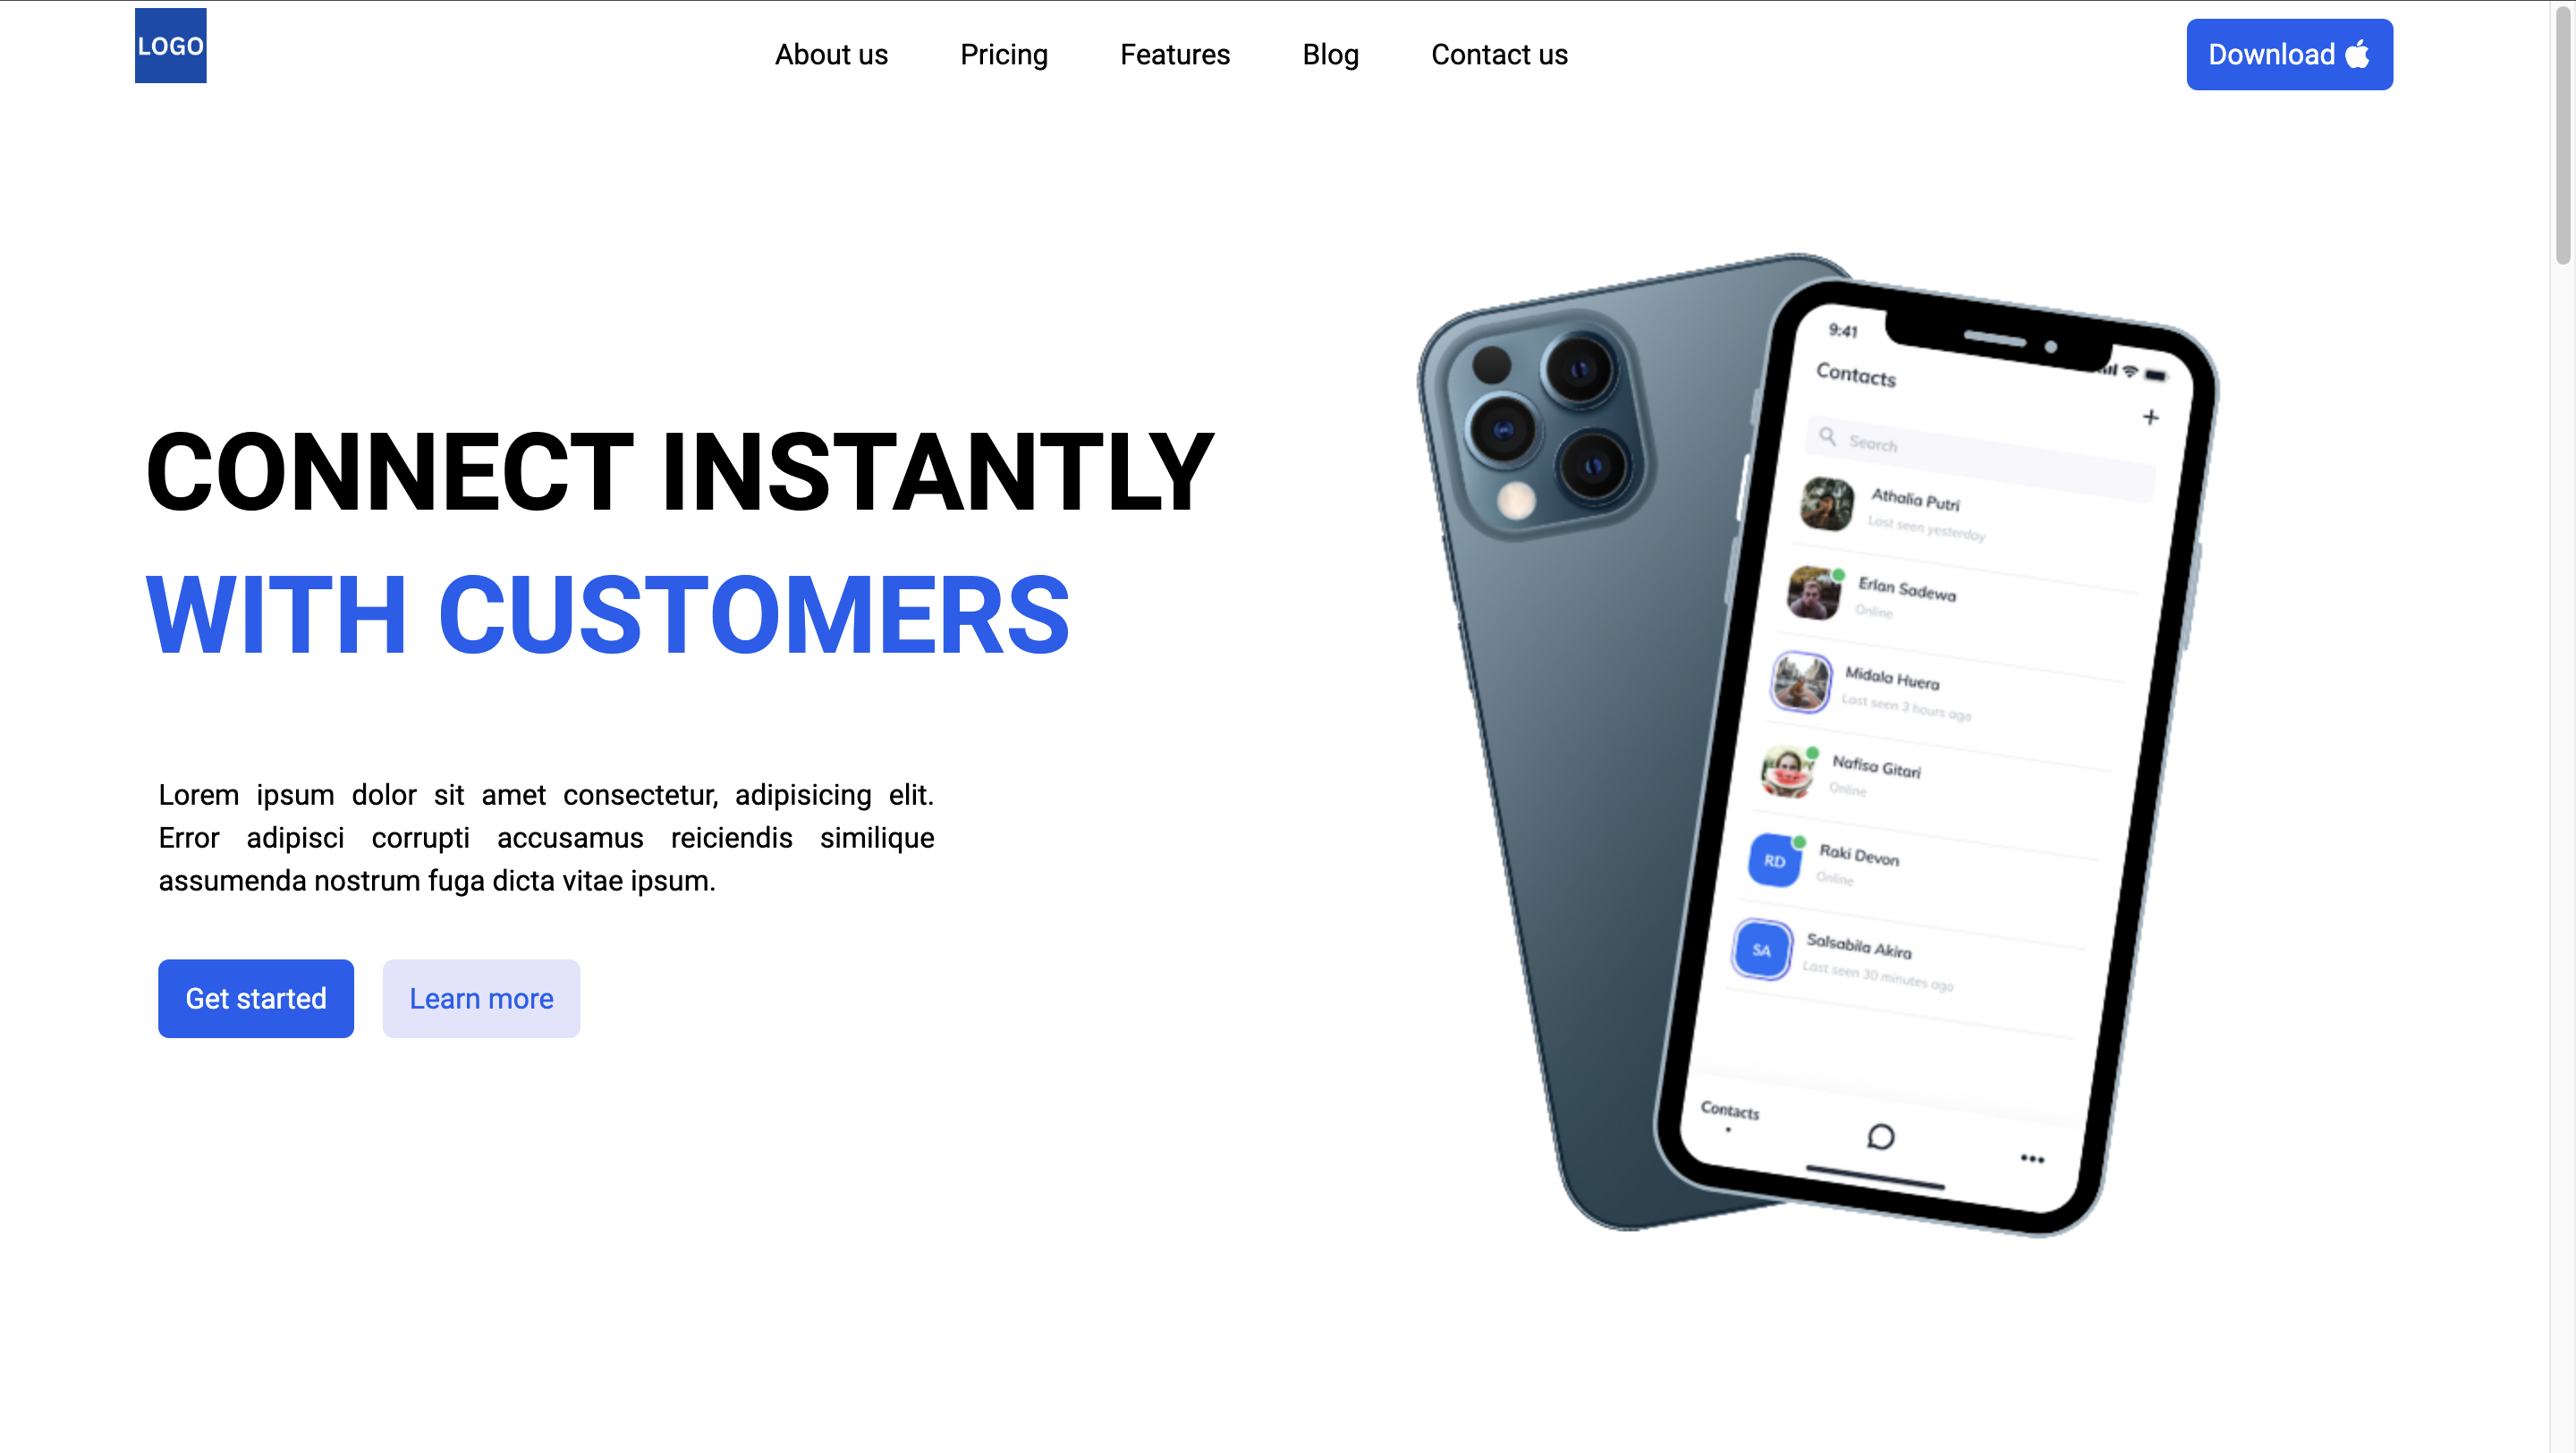 LOGO
About us
Pricing
Features
Blog
Contact us
Download
CONNECT INSTANTLY
WITH CUSTOMERS
Lorem ipsum dolor sit amet consectetur, adipisicing elit.
Error adipisci corrupti accusamus reiciendis similique
assumenda nostrum fuga dicta vitae ipsum.
Get started
Learn more
9:41
Contacts
Search
Athalia Putri
Last seen yesterday
Erlan Sadewa
Online
Midala Huera
Last seen 3 hours ago
Nafisa Gitari
Online
RD
Raki Devon
Online
SA
Salsabila Akira
Last seen 30 minutes ago
Contacts